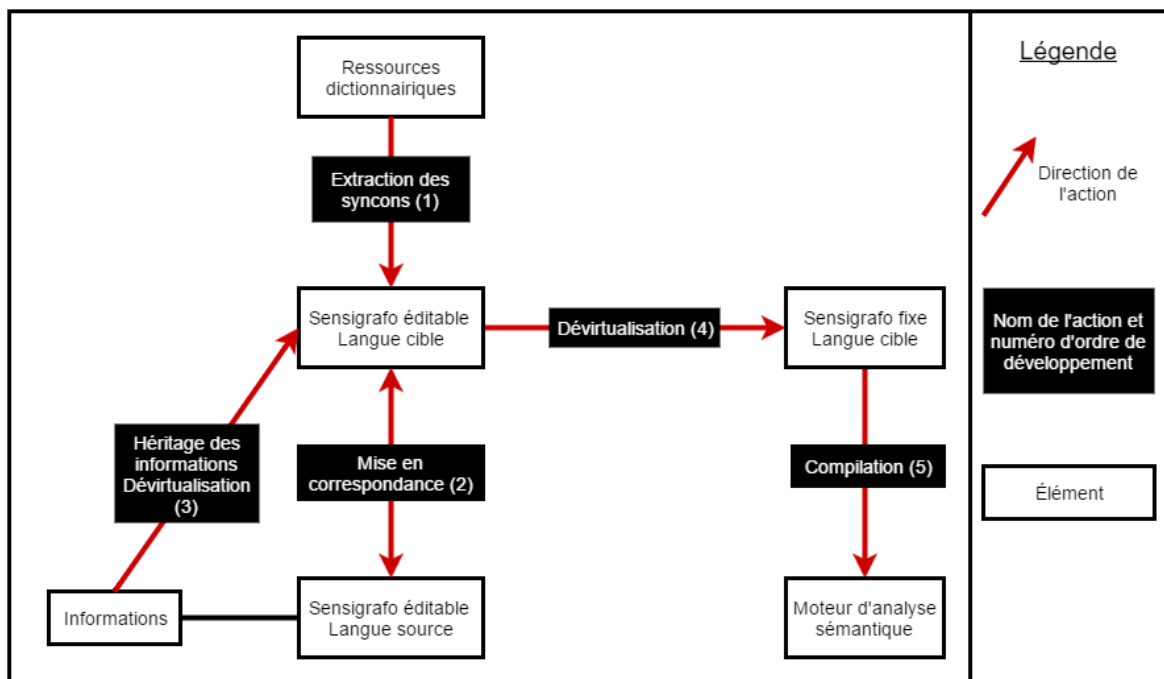 Ressources
dictionnairiques
Extraction des
syncons (1)
Sensigrafo éditable
Langue cible
Dévirtualisation (4)
Sensigrafo fixe
Langue cible
Héritage des
informations
Dévirtualisation
(3)
Mise en
correspondance (2)
Compilation (5)
Informations
Sensigrafo éditable
Langue source
Moteur d'analyse
sémantique
Légende
Direction de
l'action
Nom de l'action et
numéro d'ordre de
développement
Élément